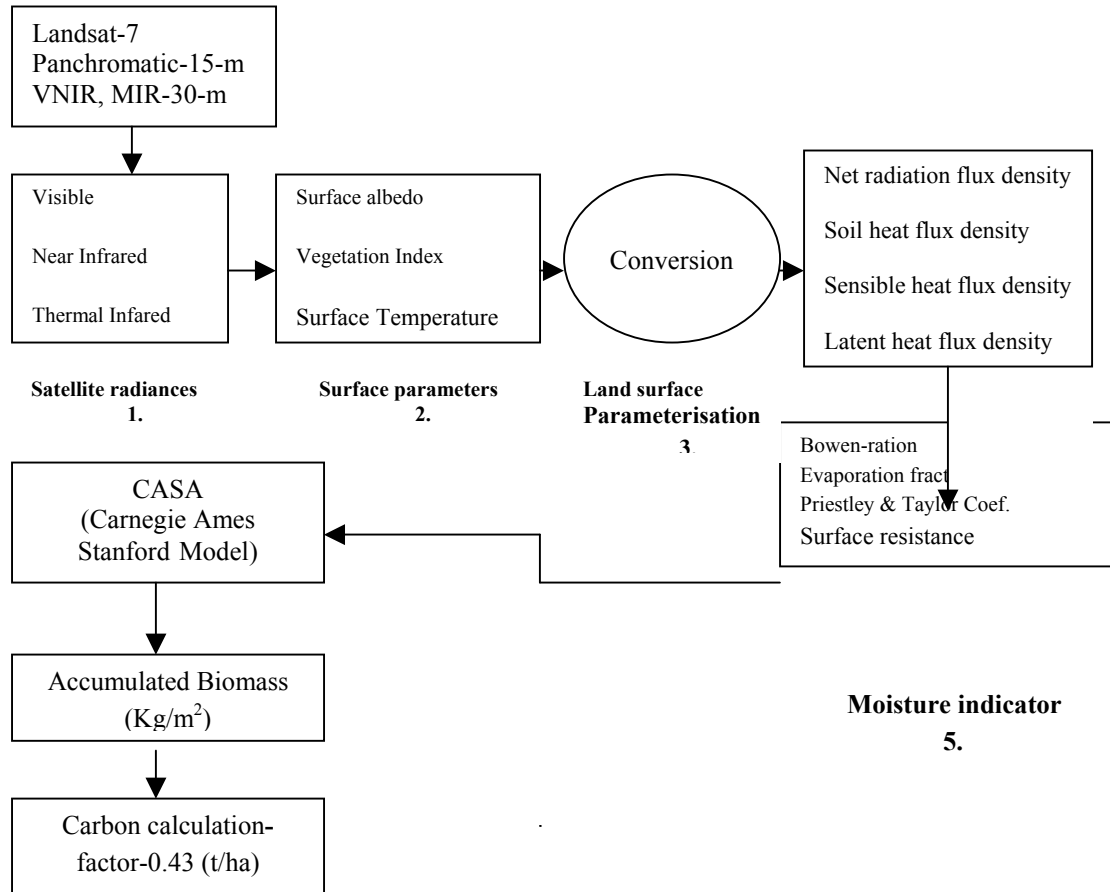 Landsat-7
Panchromatic-15-m
VNIR, MIR-30-m
Visible
Near Infrared
Thermal Infared
Satellite radiances
1.
Surface albedo
Vegetation Index
Surface Temperature
Surface parameters
2.
Conversion
Land surface
Parameterisation
3.
Net radiation flux density
Soil heat flux density
Sensible heat flux density
Latent heat flux density
Bowen-ration
Evaporation fract
Priestley & Taylor Coef.
Surface resistance
Moisture indicator
5.
CASA
(Carnegie Ames
Stanford Model)
Accumulated Biomass
(Kg/m²)
Carbon calculation-
factor-0.43 (t/ha)